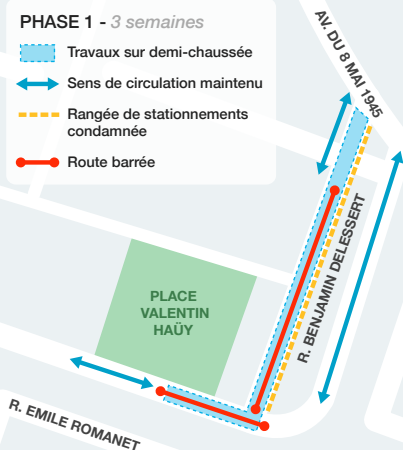 PHASE 1 - 3 semaines
Travaux sur demi-chaussée
Sens de circulation maintenu
Rangée de stationnements
condamnée
Route barrée
AV. DU 8 MAI 1945
R. BENJAMIN DELESSERT
PLACE
VALENTIN
HAÜY
R. EMILE ROMANET